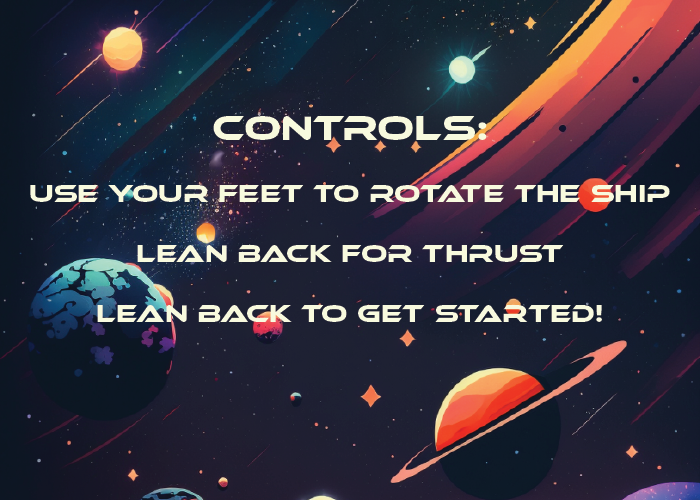 CONTROLS:
USE YOUR FEET TO ROTATE THE SHIP
LEAN BACK FOR THRUST
LEAN BACK TO GET STARTED!